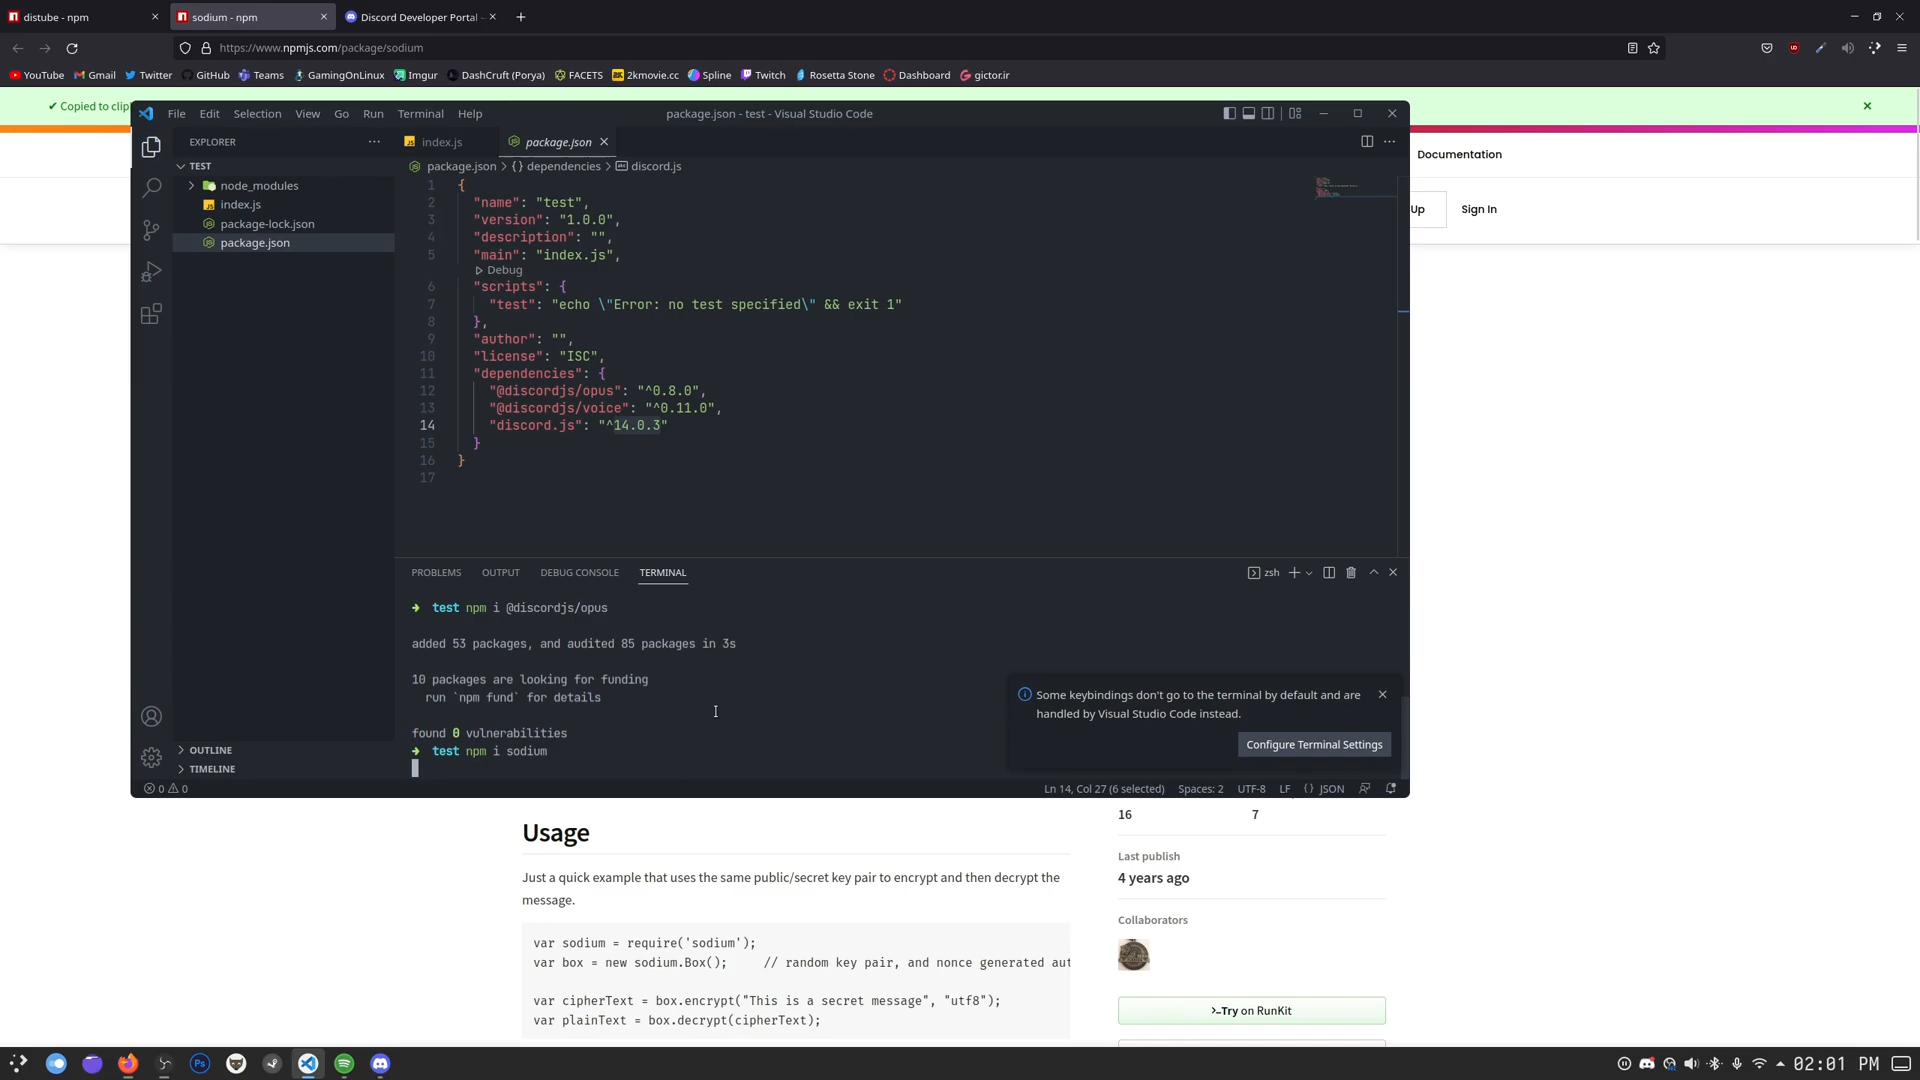 distube - npm
sodium - npm
Discord Developer Portal -
https://www.npmjs.com/package/sodium
YouTube
Gmail
Twitter
GitHub
Teams
GamingOnLinux
Imgur
DashCruft (Porya)
FACETS
2kmovie.cc
Spline
Twitch
Rosetta Stone
Dashboard
gictor.ir
✔ Copied to clip
File Edit Selection View Go Run Terminal Help
package.json - test - Visual Studio Code
EXPLORER
TEST
node_modules
index.js
package-lock.json
package.json
OUTLINE
TIMELINE
index.js
package.json
package.json > {} dependencies > discord.js
1 {
2 "name": "test",
3 "version": "1.0.0",
4 "description": "",
5 "main": "index.js",
Debug
6 "scripts": {
7 "test": "echo \"Error: no test specified\" && exit 1"
8 },
9 "author": "",
10 "license": "ISC",
11 "dependencies": {
12 "@discordjs/opus": "^0.8.0",
13 "@discordjs/voice": "^0.11.0",
14 "discord.js": "^14.0.3"
15 }
16 }
17
PROBLEMS OUTPUT DEBUG CONSOLE TERMINAL
zsh
➜ test npm i @discordjs/opus
added 53 packages, and audited 85 packages in 3s
10 packages are looking for funding
run `npm fund` for details
found 0 vulnerabilities
➜ test npm i sodium
Some keybindings don't go to the terminal by default and are
handled by Visual Studio Code instead.
Configure Terminal Settings
0 0
Ln 14, Col 27 (6 selected) Spaces: 2 UTF-8 LF {} JSON
Documentation
Up
Sign In
Usage
Just a quick example that uses the same public/secret key pair to encrypt and then decrypt the
message.
var sodium = require('sodium');
var box = new sodium.Box(); // random key pair, and nonce generated aut
var cipherText = box.encrypt("This is a secret message", "utf8");
var plainText = box.decrypt(cipherText);
16
7
Last publish
4 years ago
Collaborators
>_Try on RunKit
Ps
02:01 PM